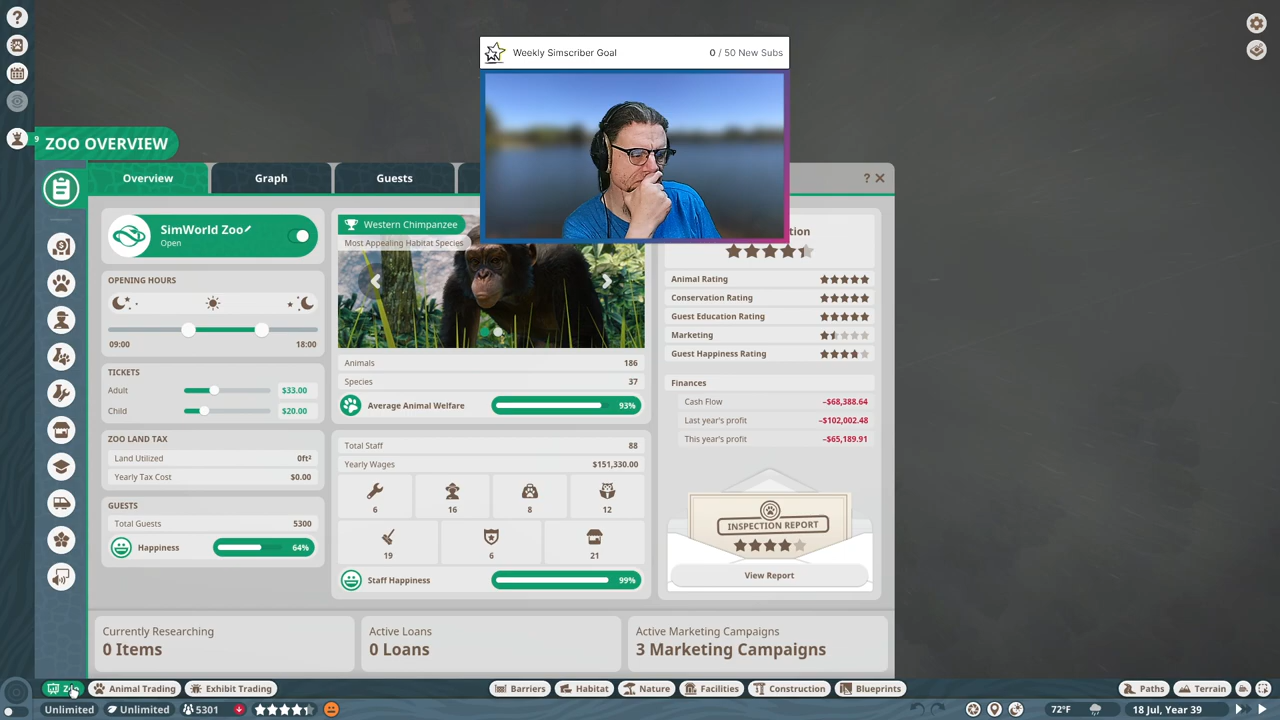 Weekly Simscriber Goal 0 / 50 New Subs
9
ZOO OVERVIEW
Overview Graph Guests
? ×
SimWorld Zoo
Open
OPENING HOURS
09:00 18:00
TICKETS
Adult $33.00
Child $20.00
ZOO LAND TAX
Land Utilized 0ft²
Yearly Tax Cost $0.00
GUESTS
Total Guests 5300
Happiness 64%
Western Chimpanzee
Most Appealing Habitat Species
Animals 186
Species 37
Average Animal Welfare 93%
Total Staff 88
Yearly Wages $151,330.00
6 16 8 12
19 6 21
Staff Happiness 99%
Animal Rating
Conservation Rating
Guest Education Rating
Marketing
Guest Happiness Rating
Finances
Cash Flow –$68,388.64
Last year's profit –$102,002.48
This year's profit –$65,189.91
INSPECTION REPORT
View Report
Currently Researching
0 Items
Active Loans
0 Loans
Active Marketing Campaigns
3 Marketing Campaigns
Animal Trading Exhibit Trading Barriers Habitat Nature Facilities Construction Blueprints Paths Terrain
Unlimited Unlimited 5301 72°F 18 Jul, Year 39